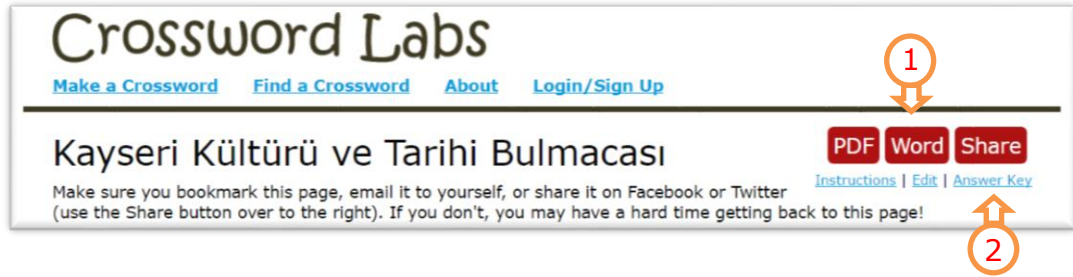 Crossword Labs
1
Make a Crossword Find a Crossword About Login/Sign Up
Kayseri Kültürü ve Tarihi Bulmacası
PDF Word Share
Instructions | Edit | Answer Key
Make sure you bookmark this page, email it to yourself, or share it on Facebook or Twitter
(use the Share button over to the right). If you don't, you may have a hard time getting back to this page!
2